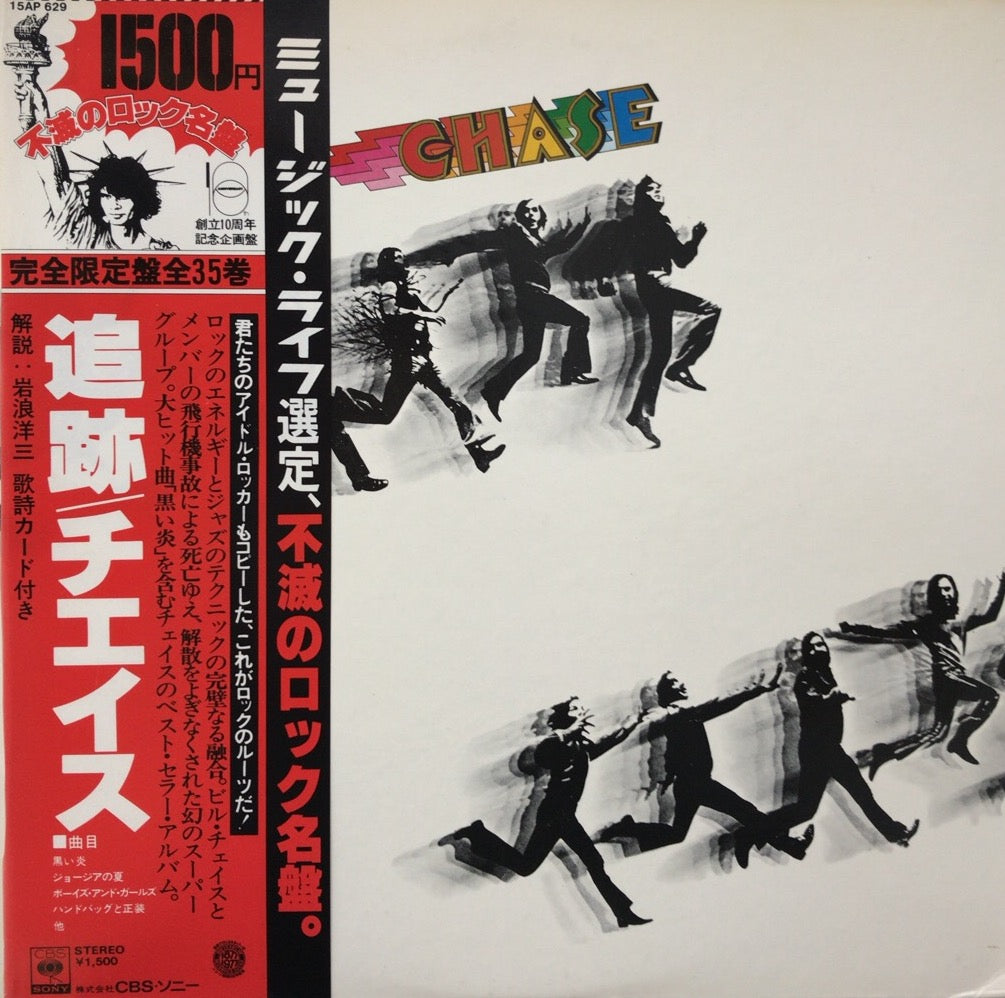 15AP 629
1500円
不滅のロック名盤
10
th
創立10周年
記念企画盤
完全限定盤全35巻
ミュージック・ライフ選定、不滅のロック名盤。
CHASE
君たちのアイドル・ロッカーもコピーした、これがロックのルーツだ!
ロックのエネルギーとジャズのテクニックの完璧なる融合。ビル・チェイスと
メンバーの飛行機事故による死亡ゆえ、解散をよぎなくされた幻のスーパー
グループ。大ヒット曲「黒い炎」を含むチェイスのベスト・セラー・アルバム。
追跡/チェイス
解説:岩浪洋三 歌詩カード付き
■曲目
黒い炎
ジョージアの夏
ボーイズ・アンド・ガールズ
ハンドバッグと正装
他
CBS
SONY
STEREO
¥1,500
株式会社CBS・ソニー